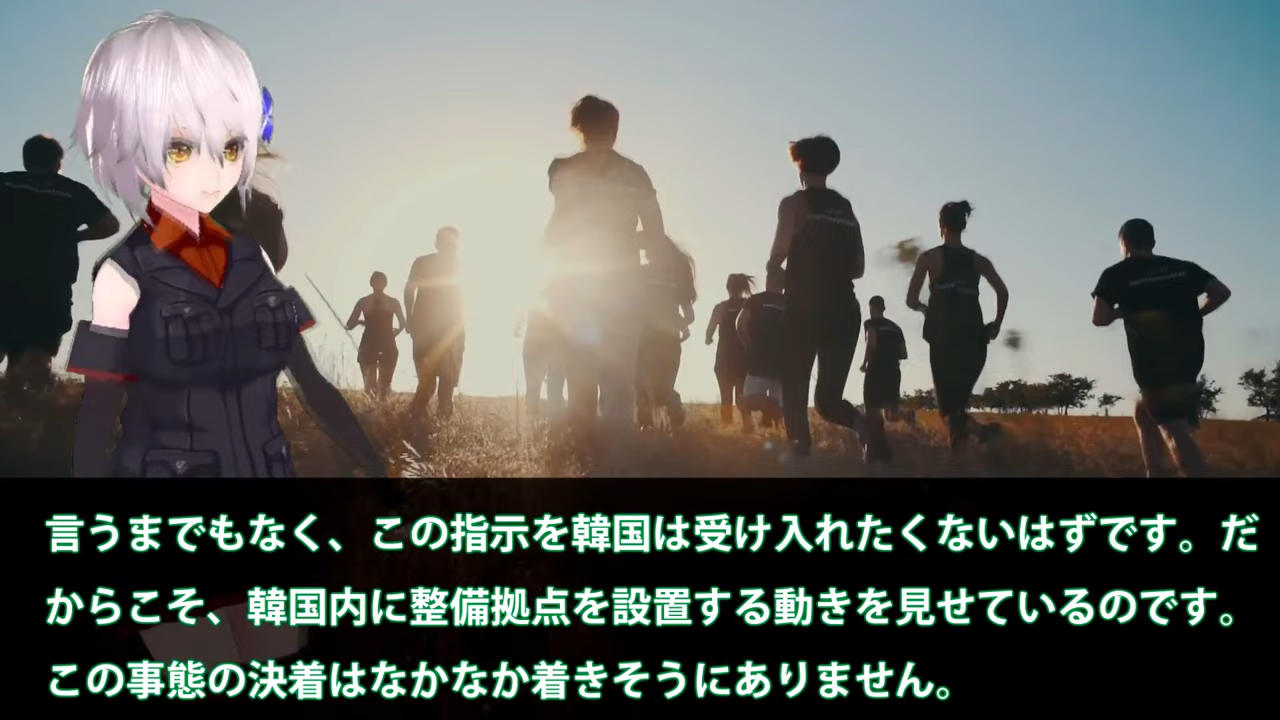 言うまでもなく、この指示を韓国は受け入れたくないはずです。だ
からこそ、韓国内に整備拠点を設置する動きを見せているのです。
この事態の決着はなかなか着きそうにありません。